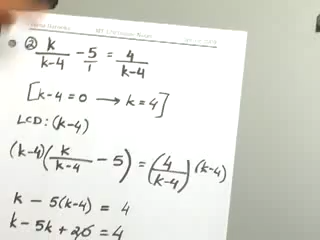 ② k/(k-4) - 5/1 = 4/(k-4)
[k-4=0 → k=4]
LCD: (k-4)
(k-4)(k/(k-4) - 5) = (4/(k-4))(k-4)
k - 5(k-4) = 4
k - 5k + 20 = 4